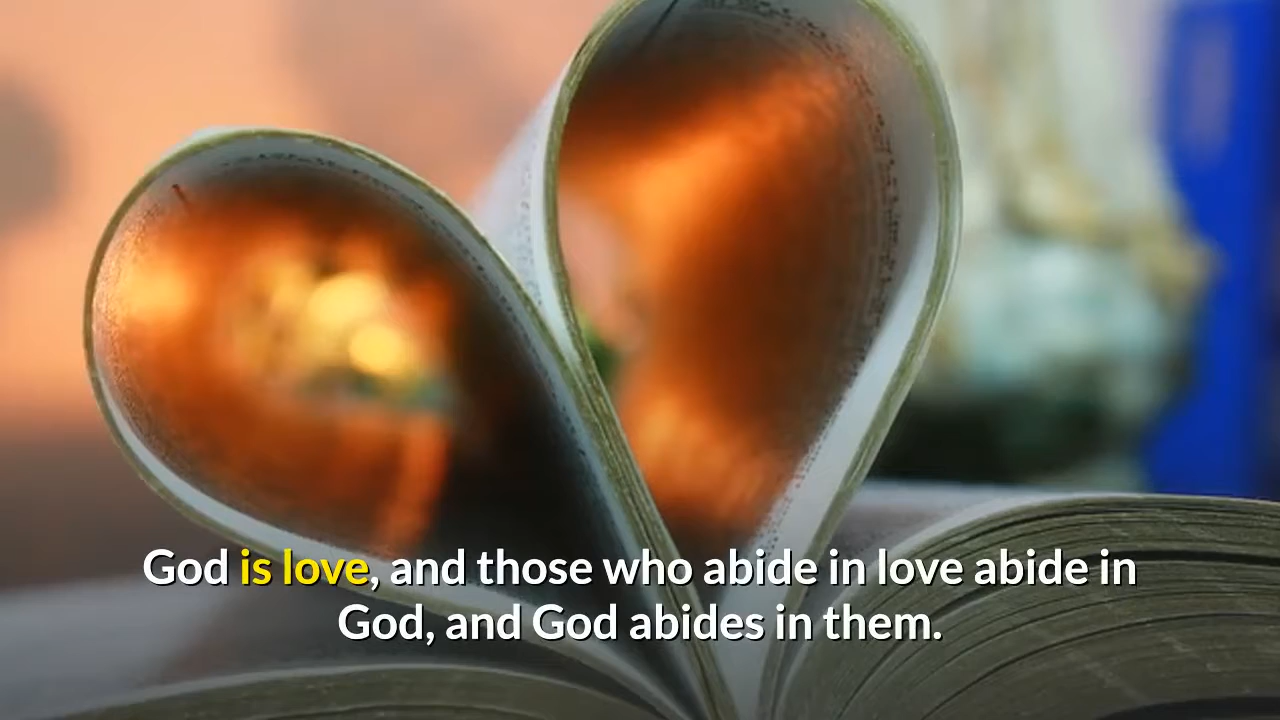 God is love, and those who abide in love abide in
God, and God abides in them.